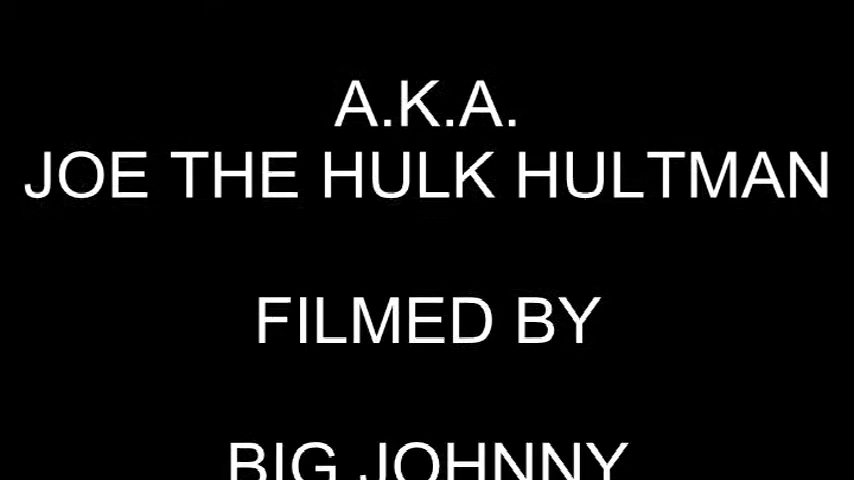 A.K.A.
JOE THE HULK HULTMAN
FILMED BY
BIG JOHNNY